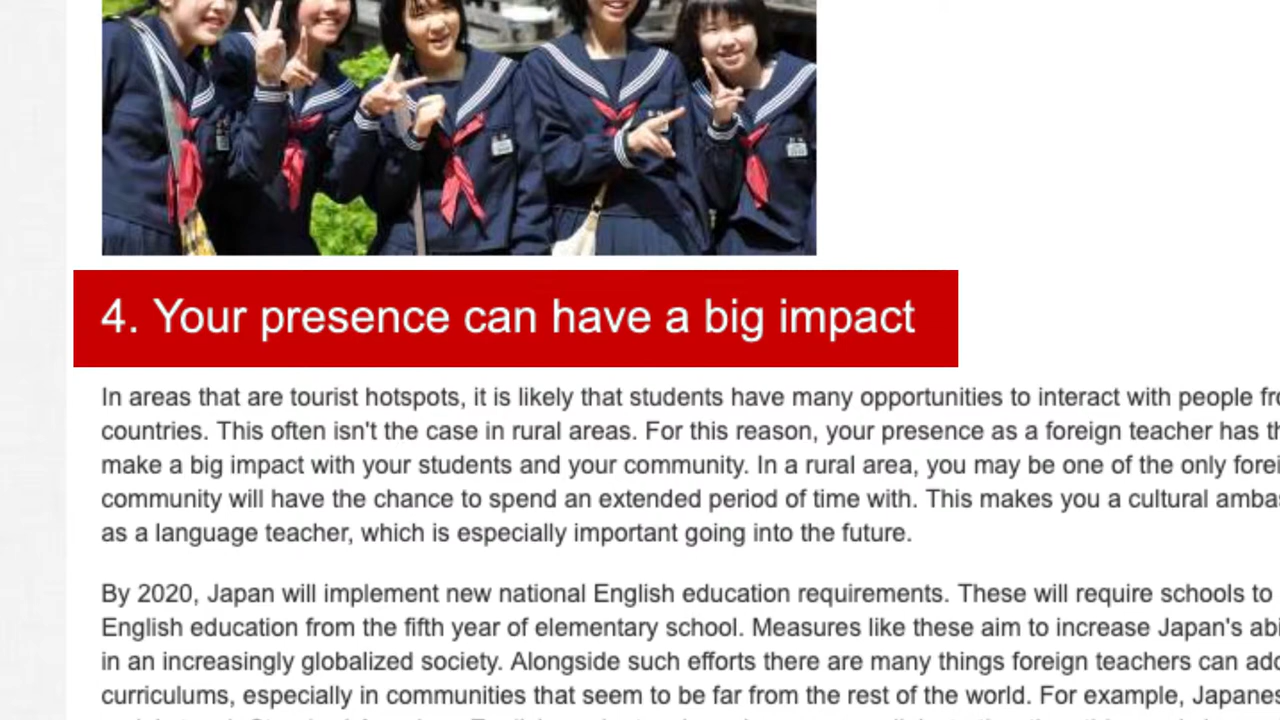 4. Your presence can have a big impact
In areas that are tourist hotspots, it is likely that students have many opportunities to interact with people
countries. This often isn't the case in rural areas. For this reason, your presence as a foreign teacher has
make a big impact with your students and your community. In a rural area, you may be one of the only
community will have the chance to spend an extended period of time with. This makes you a cultural
as a language teacher, which is especially important going into the future.
By 2020, Japan will implement new national English education requirements. These will require schools to
English education from the fifth year of elementary school. Measures like these aim to increase Japan's
in an increasingly globalized society. Alongside such efforts there are many things foreign teachers can
curriculums, especially in communities that seem to be far from the rest of the world. For example,